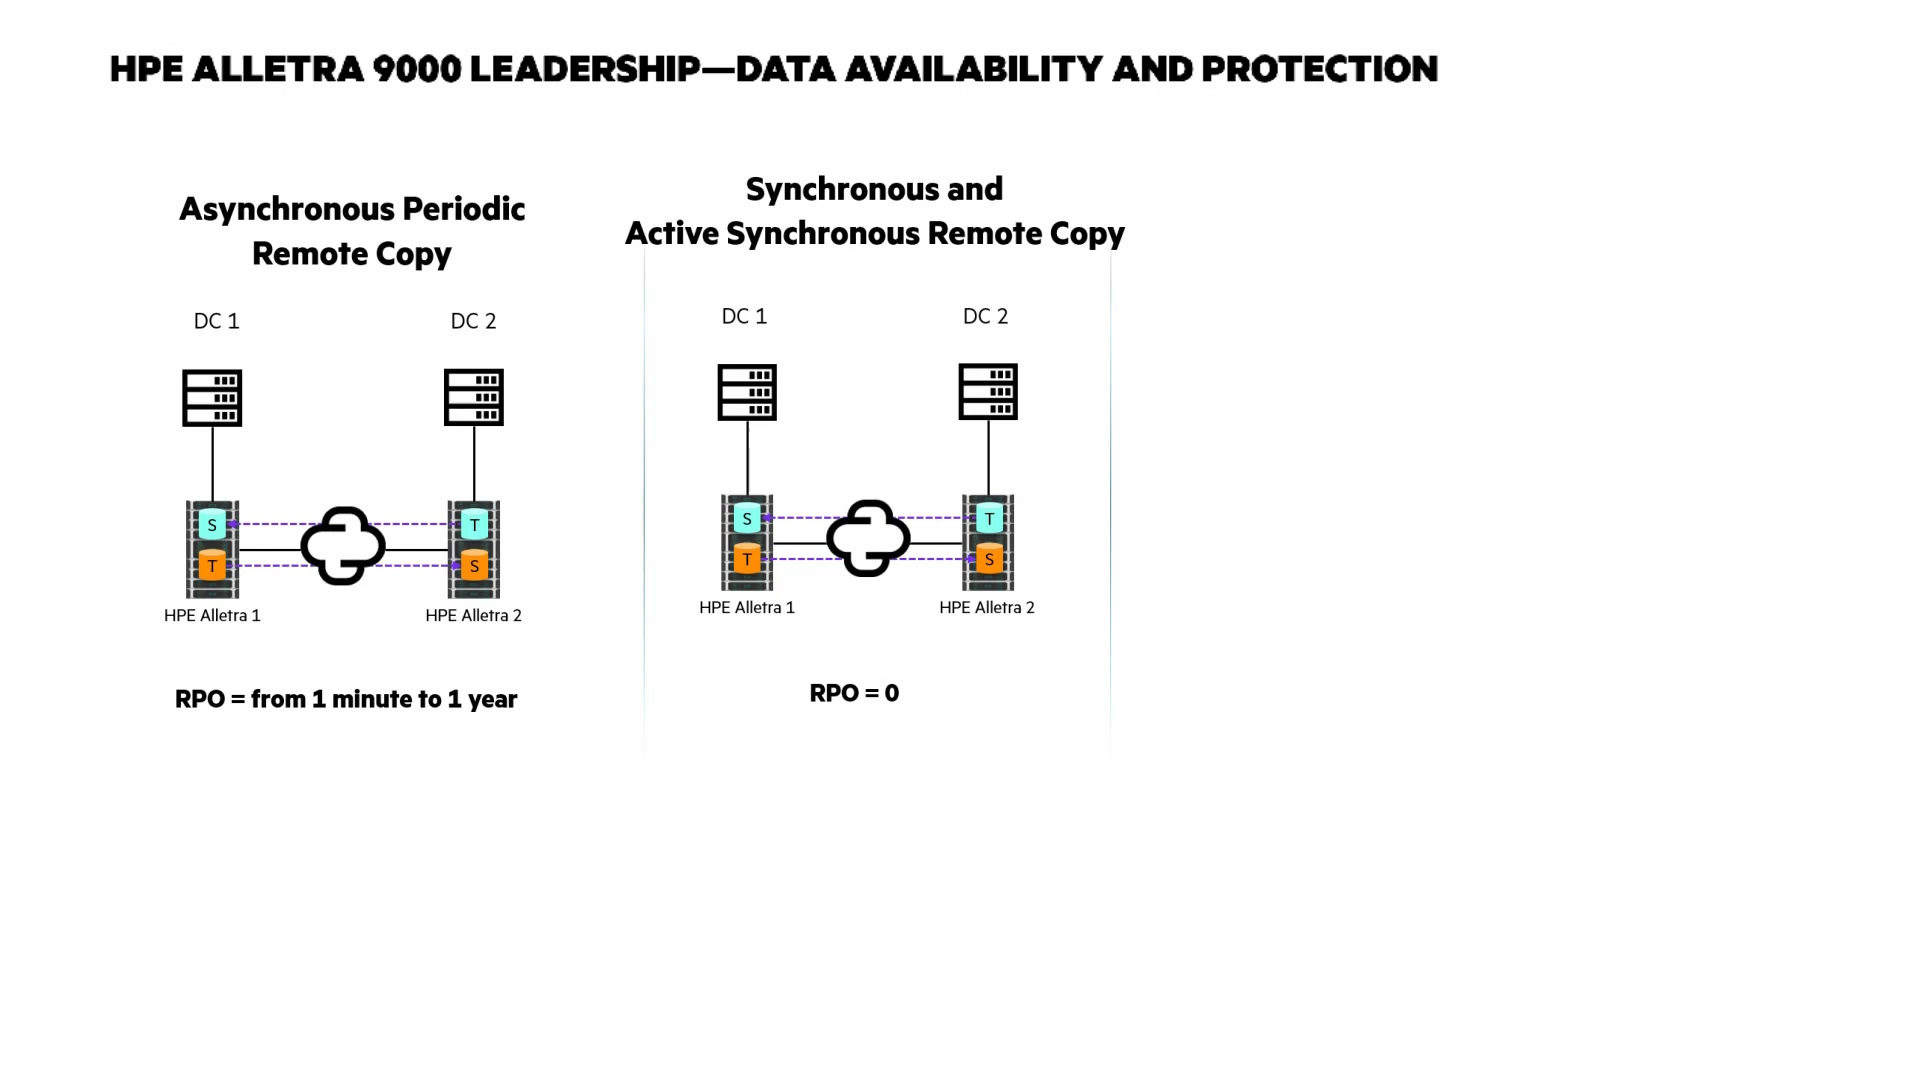 HPE ALLETRA 9000 LEADERSHIP—DATA AVAILABILITY AND PROTECTION
Asynchronous Periodic
Remote Copy
DC 1
DC 2
S
T
T
S
HPE Alletra 1
HPE Alletra 2
RPO = from 1 minute to 1 year
Synchronous and
Active Synchronous Remote Copy
DC 1
DC 2
S
T
T
S
HPE Alletra 1
HPE Alletra 2
RPO = 0